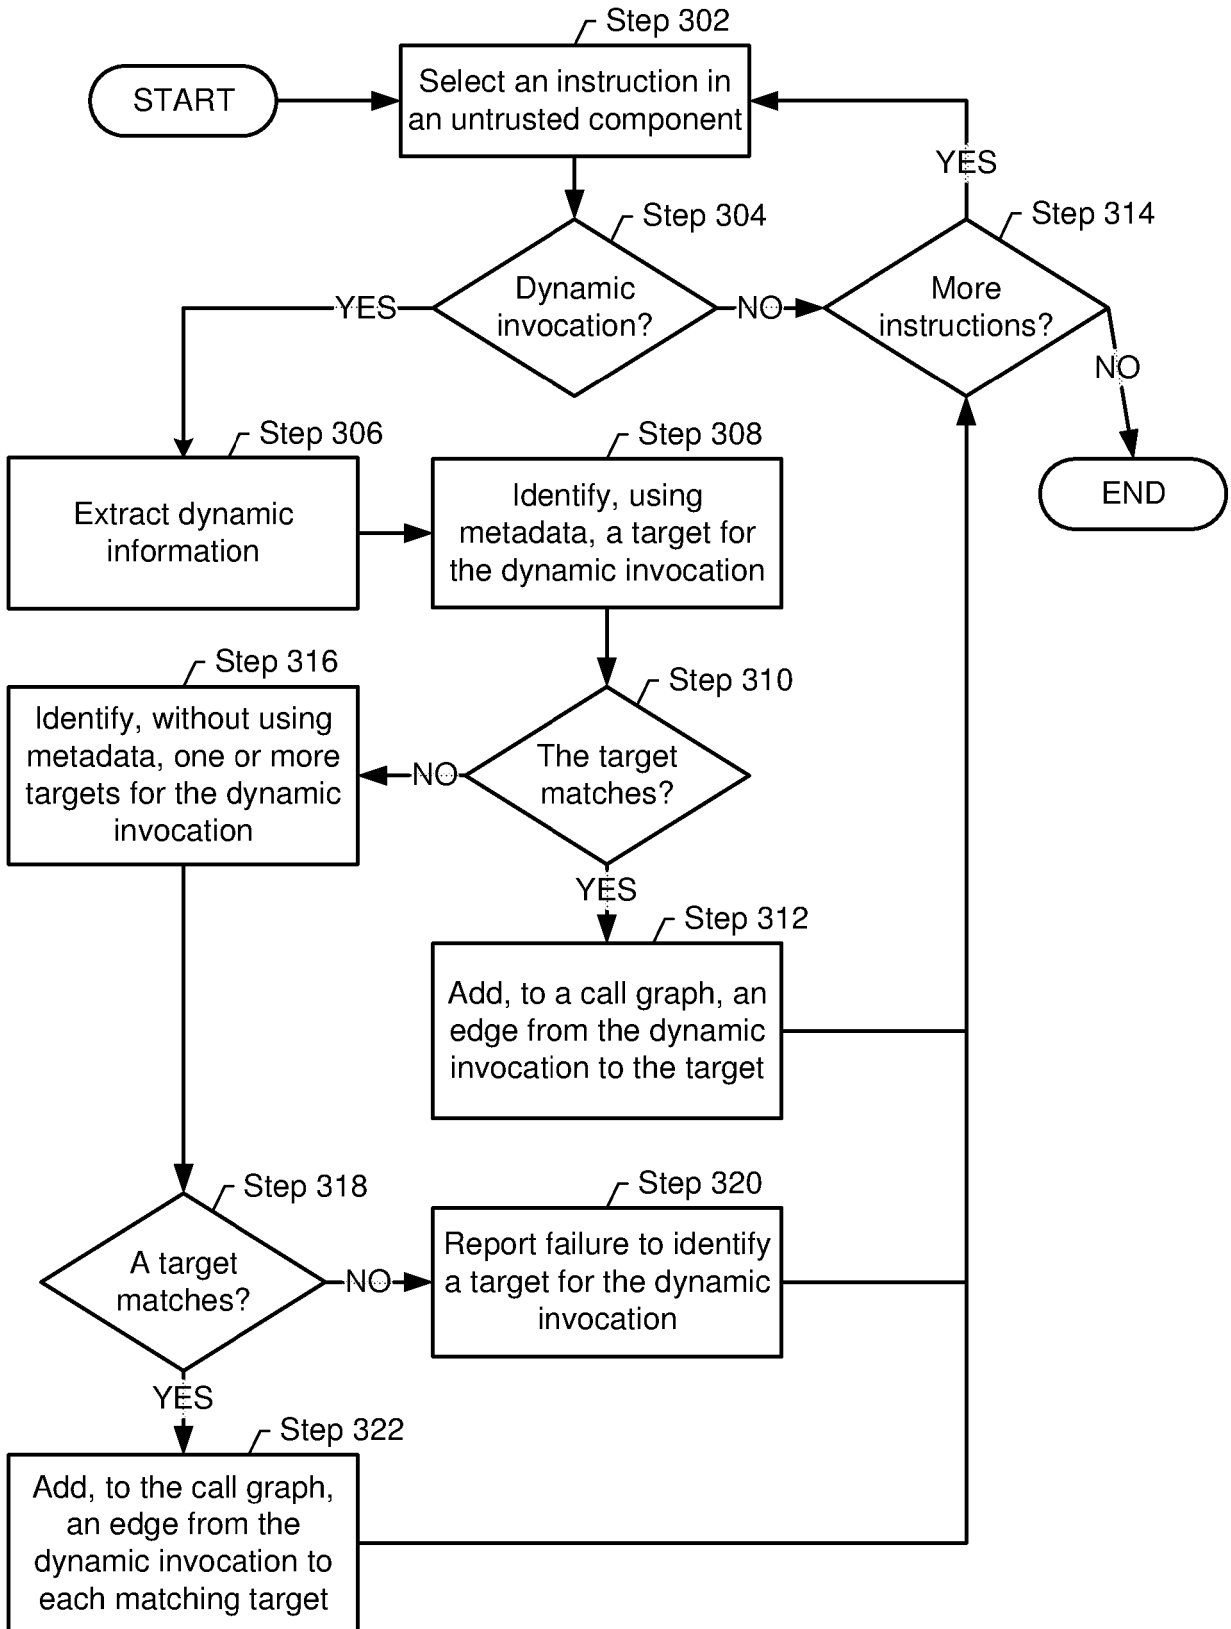 Step 302
START
Select an instruction in
an untrusted component
YES
Step 304
Step 314
Dynamic
invocation?
YES
NO
More
instructions?
NO
Step 306
Step 308
Extract dynamic
information
Identify, using
metadata, a target for
the dynamic invocation
END
Step 316
Step 310
Identify, without using
metadata, one or more
targets for the dynamic
invocation
NO
The target
matches?
YES
Step 312
Add, to a call graph, an
edge from the dynamic
invocation to the target
Step 318
Step 320
A target
matches?
NO
Report failure to identify
a target for the dynamic
invocation
YES
Step 322
Add, to the call graph,
an edge from the
dynamic invocation to
each matching target